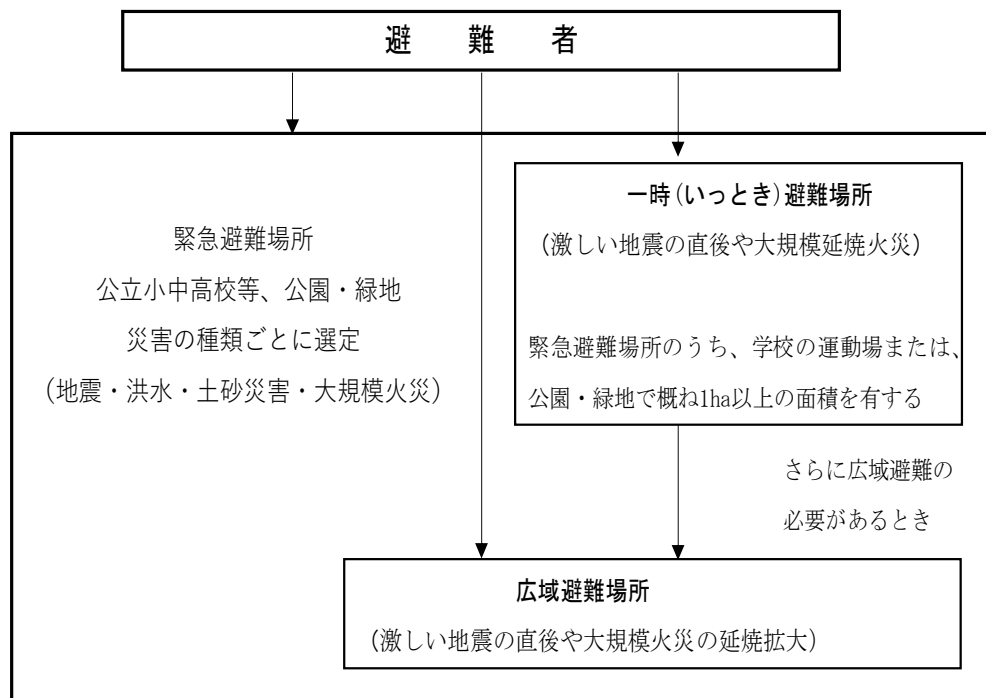 避　難　者
緊急避難場所
公立小中高校等、公園・緑地
災害の種類ごとに選定
（地震・洪水・土砂災害・大規模火災）
一時（いっとき）避難場所
（激しい地震の直後や大規模延焼火災）
緊急避難場所のうち、学校の運動場または、
公園・緑地で概ね1ha以上の面積を有する
さらに広域避難の
必要があるとき
広域避難場所
（激しい地震の直後や大規模火災の延焼拡大）